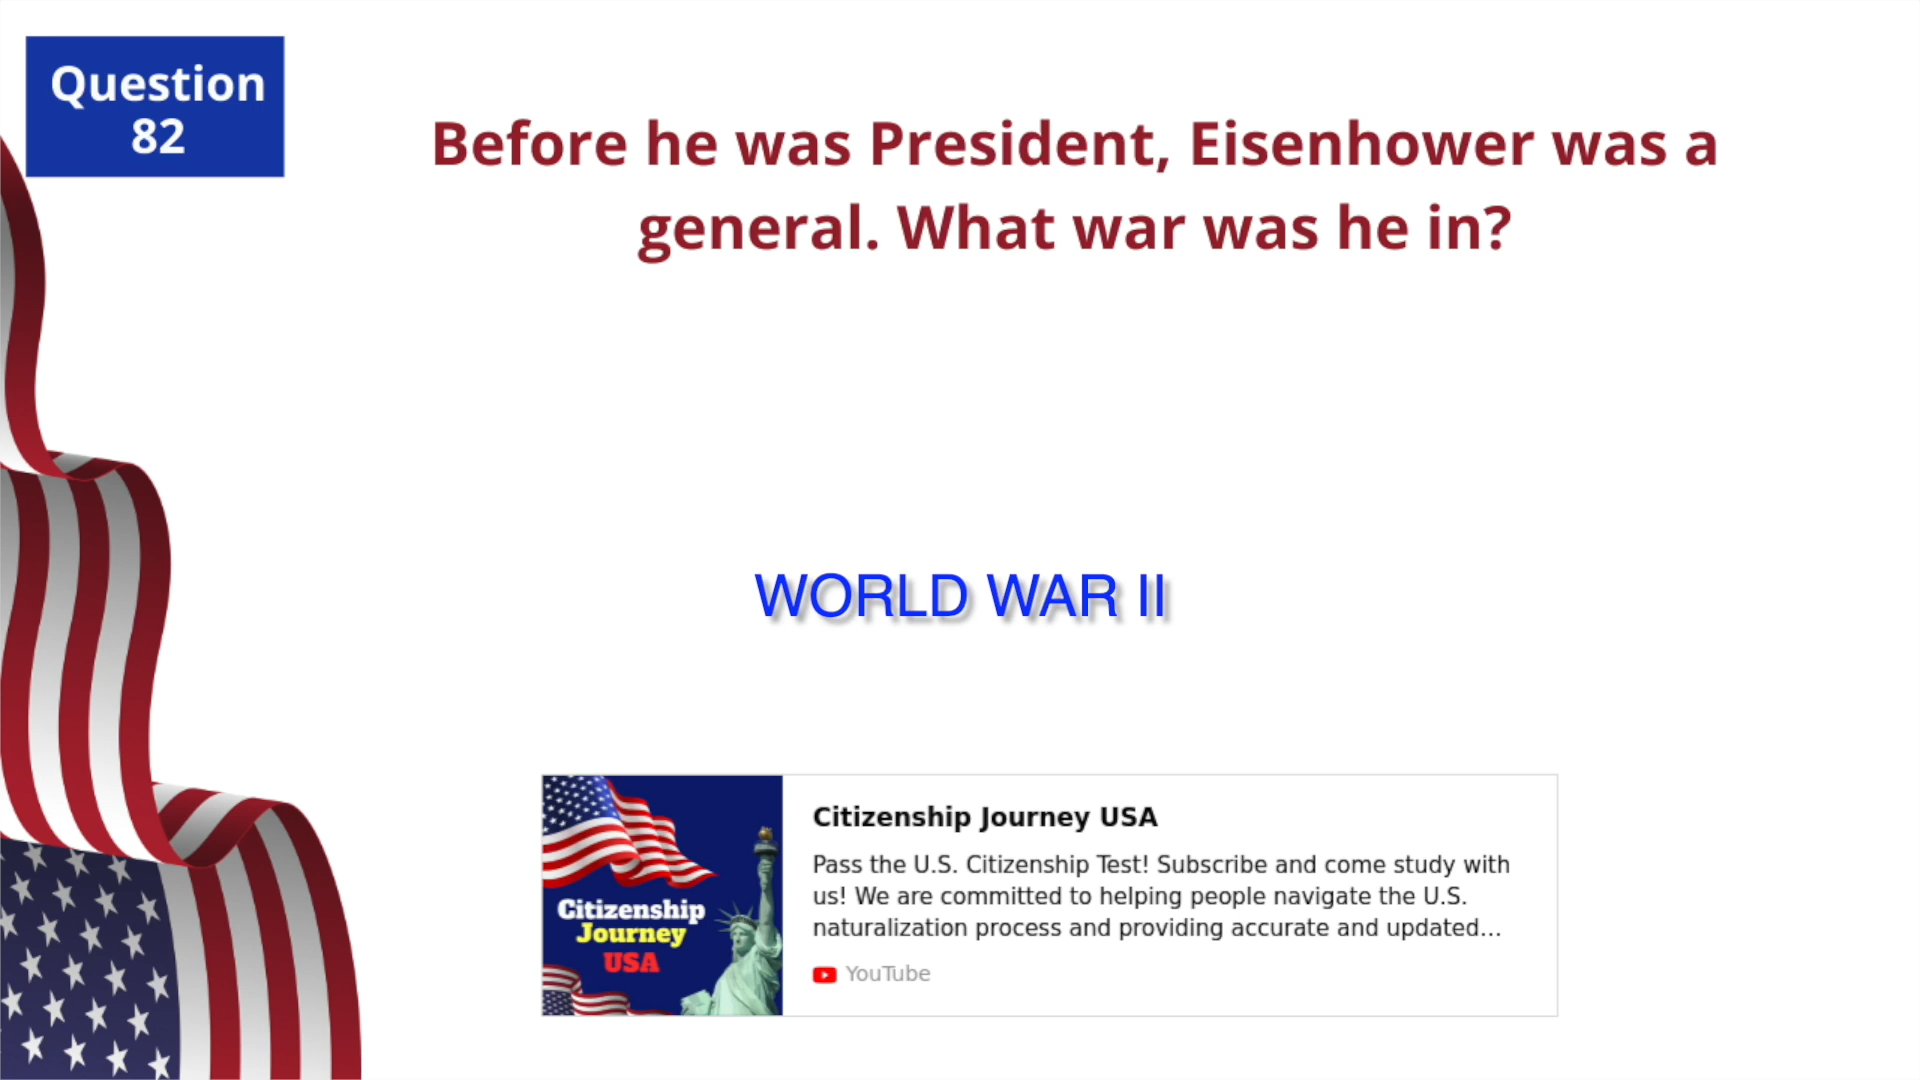 Question
82
Before he was President, Eisenhower was a
general. What war was he in?
WORLD WAR II
Citizenship
Journey
USA
Citizenship Journey USA
Pass the U.S. Citizenship Test! Subscribe and come study with
us! We are committed to helping people navigate the U.S.
naturalization process and providing accurate and updated...
YouTube